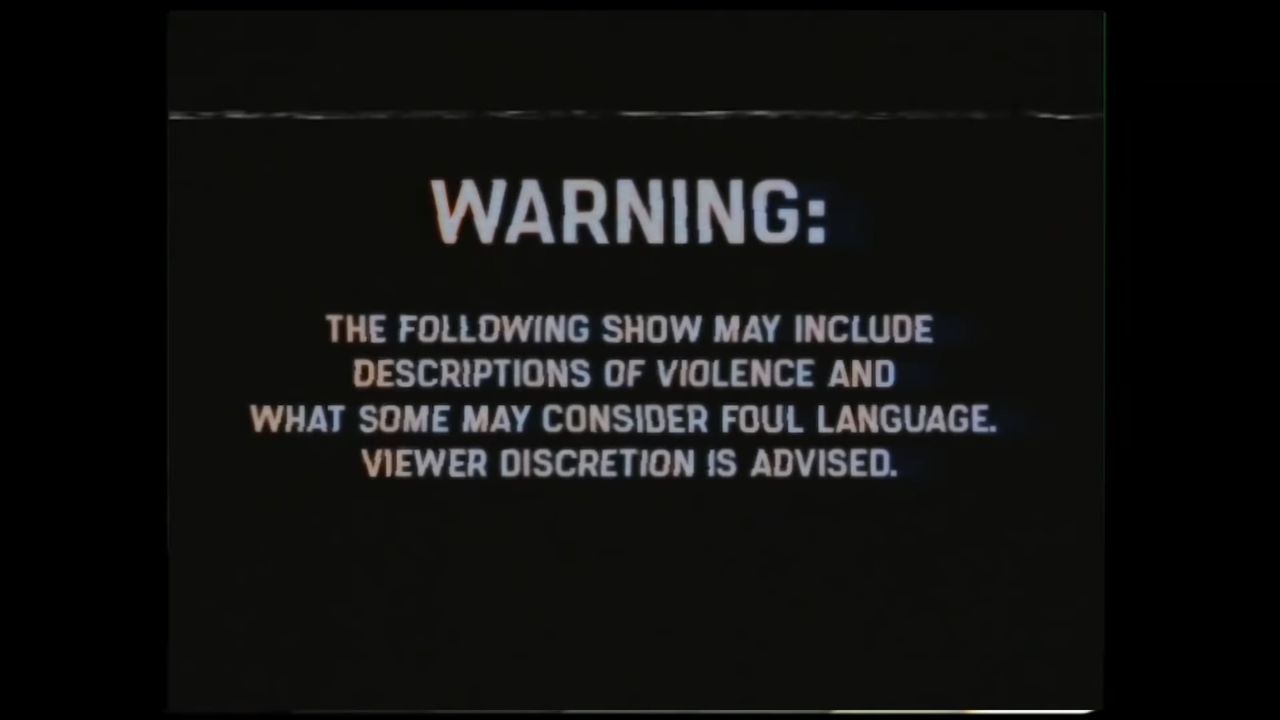 WARNING:
THE FOLLOWING SHOW MAY INCLUDE
DESCRIPTIONS OF VIOLENCE AND
WHAT SOME MAY CONSIDER FOUL LANGUAGE.
VIEWER DISCRETION IS ADVISED.